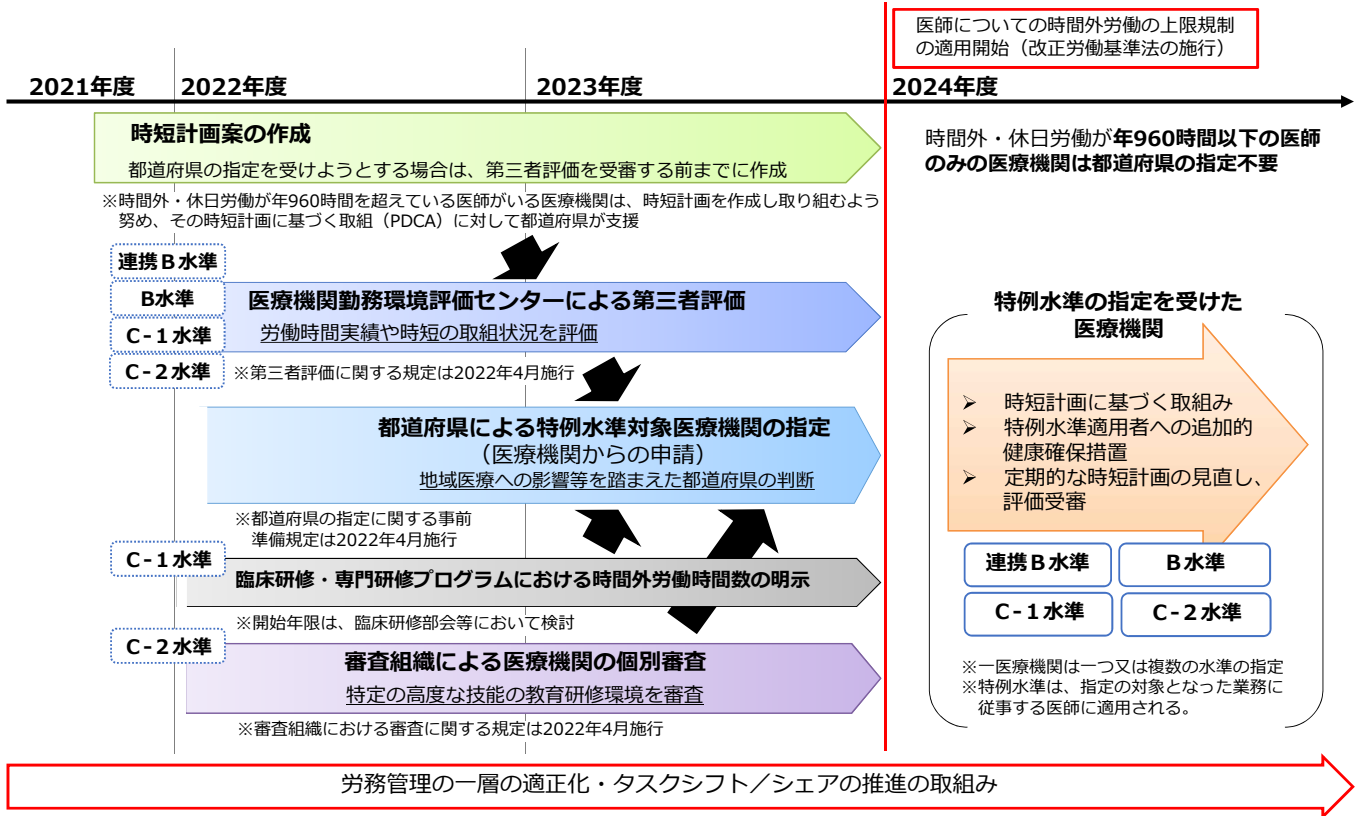 医師についての時間外労働の上限規制
の適用開始（改正労働基準法の施行）
2021年度
2022年度
2023年度
2024年度
時短計画案の作成
都道府県の指定を受けようとする場合は、第三者評価を受審する前までに作成
※時間外・休日労働が年960時間を超えている医師がいる医療機関は、時短計画を作成し取り組むよう
努め、その時短計画に基づく取組（PDCA）に対して都道府県が支援
時間外・休日労働が年960時間以下の医師
のみの医療機関は都道府県の指定不要
連携Ｂ水準
Ｂ水準
Ｃ-１水準
Ｃ-２水準
医療機関勤務環境評価センターによる第三者評価
労働時間実績や時短の取組状況を評価
※第三者評価に関する規定は2022年4月施行
都道府県による特例水準対象医療機関の指定
（医療機関からの申請）
地域医療への影響等を踏まえた都道府県の判断
※都道府県の指定に関する事前
準備規定は2022年4月施行
Ｃ-１水準
臨床研修・専門研修プログラムにおける時間外労働時間数の明示
※開始年限は、臨床研修部会等において検討
Ｃ-２水準
審査組織による医療機関の個別審査
特定の高度な技能の教育研修環境を審査
※審査組織における審査に関する規定は2022年4月施行
特例水準の指定を受けた
医療機関
➢ 時短計画に基づく取組み
➢ 特例水準適用者への追加的
健康確保措置
➢ 定期的な時短計画の見直し、
評価受審
連携Ｂ水準
Ｂ水準
Ｃ-１水準
Ｃ-２水準
※一医療機関は一つ又は複数の水準の指定
※特例水準は、指定の対象となった業務に
従事する医師に適用される。
労務管理の一層の適正化・タスクシフト／シェアの推進の取組み